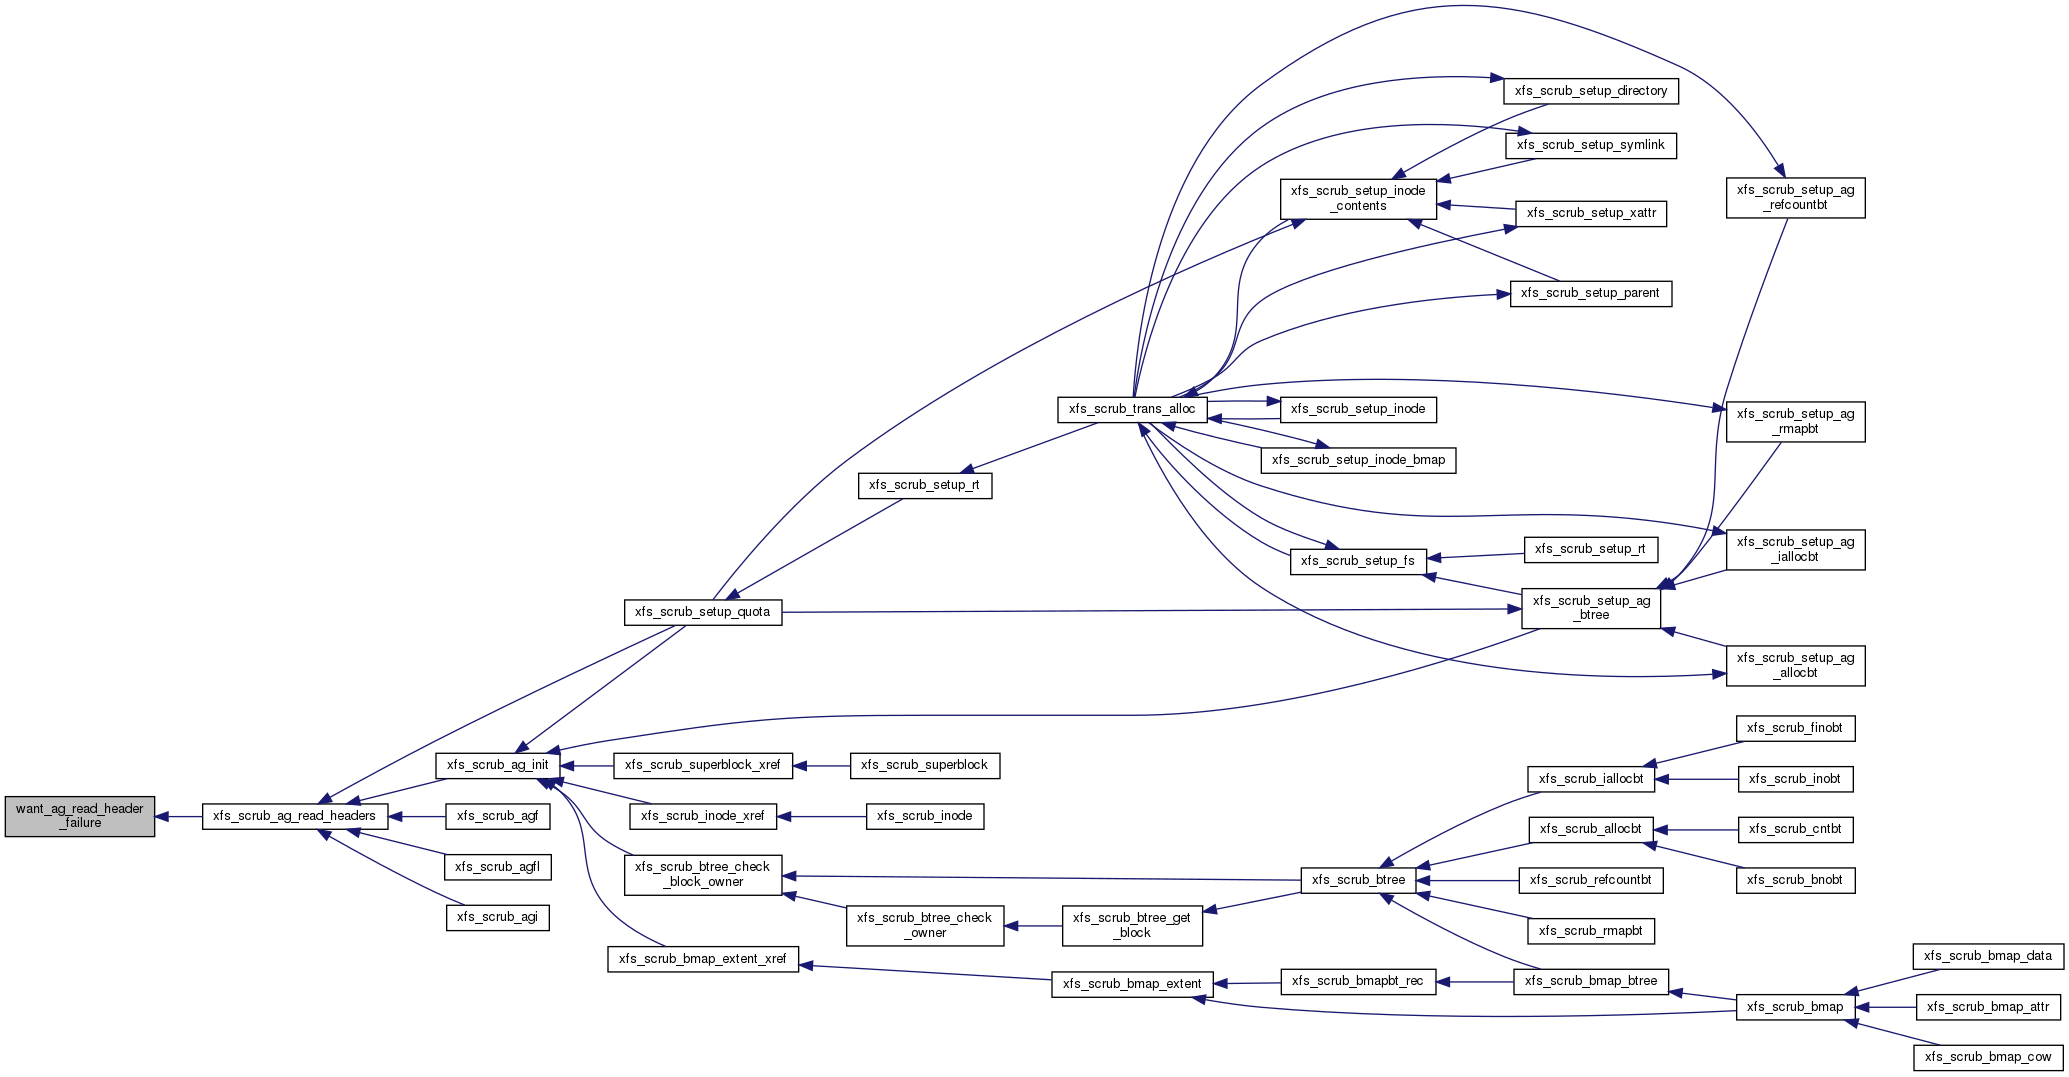 xfs_scrub_setup_directory
xfs_scrub_setup_symlink
xfs_scrub_setup_inode
_contents
xfs_scrub_setup_ag
_refcountbt
xfs_scrub_setup_xattr
xfs_scrub_setup_parent
xfs_scrub_trans_alloc
xfs_scrub_setup_inode
xfs_scrub_setup_ag
_rmapbt
xfs_scrub_setup_inode_bmap
xfs_scrub_setup_rt
xfs_scrub_setup_fs
xfs_scrub_setup_rt
xfs_scrub_setup_ag
_iallocbt
xfs_scrub_setup_quota
xfs_scrub_setup_ag
_btree
xfs_scrub_setup_ag
_allocbt
xfs_scrub_finobt
xfs_scrub_ag_init
xfs_scrub_superblock_xref
xfs_scrub_superblock
xfs_scrub_iallocbt
xfs_scrub_inobt
want_ag_read_header
_failure
xfs_scrub_ag_read_headers
xfs_scrub_agf
xfs_scrub_inode_xref
xfs_scrub_inode
xfs_scrub_allocbt
xfs_scrub_cntbt
xfs_scrub_agfl
xfs_scrub_btree_check
_block_owner
xfs_scrub_btree
xfs_scrub_refcountbt
xfs_scrub_bnobt
xfs_scrub_agi
xfs_scrub_btree_check
_owner
xfs_scrub_btree_get
_block
xfs_scrub_rmapbt
xfs_scrub_bmap_extent_xref
xfs_scrub_bmap_extent
xfs_scrub_bmapbt_rec
xfs_scrub_bmap_btree
xfs_scrub_bmap_data
xfs_scrub_bmap
xfs_scrub_bmap_attr
xfs_scrub_bmap_cow